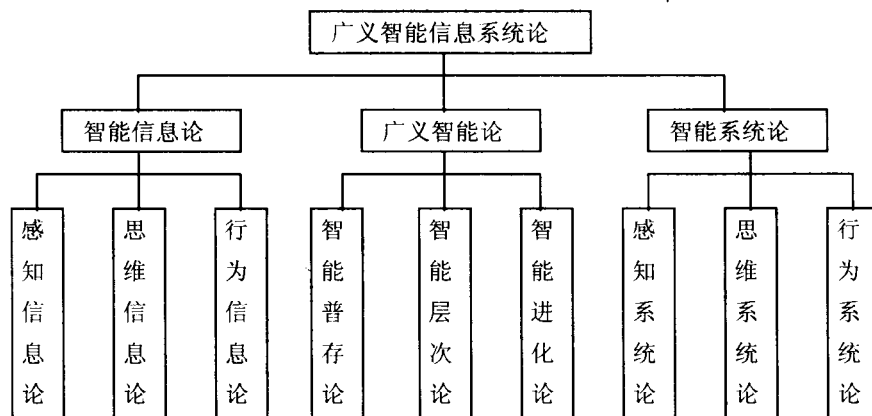 广义智能信息系统论
智能信息论
广义智能论
智能系统论
感知信息论
思维信息论
行为信息论
智能普存论
智能层次论
智能进化论
感知系统论
思维系统论
行为系统论